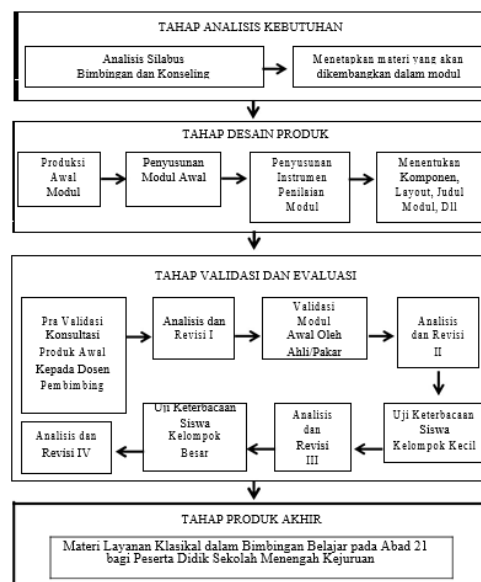 TAHAP ANALISIS KEBUTUHAN
Analisis Silabus
Bimbingan dan Konseling
Menetapkan materi yang akan
dikembangkan dalam modul
TAHAP DESAIN PRODUK
Produksi
Awal
Modul
Penyusunan
Modul Awal
Penyusunan
Instrumen
Penilaian
Modul
Menentukan
Komponen,
Layout, Judul
Modul, Dll
TAHAP VALIDASI DAN EVALUASI
Pra Validasi
Konsultasi
Produk Awal
Kepada Dosen
Pembimbing
Analisis dan
Revisi I
Validasi
Modul
Awal Oleh
Ahli/Pakar
Analisis
dan Revisi
II
Uji Keterbacaan
Siswa
Kelompok Kecil
Analisis
dan
Revisi
III
Uji Keterbacaan
Siswa
Kelompok
Besar
Analisis dan
Revisi IV
TAHAP PRODUK AKHIR
Materi Layanan Klasikal dalam Bimbingan Belajar pada Abad 21
bagi Peserta Didik Sekolah Menengah Kejuruan